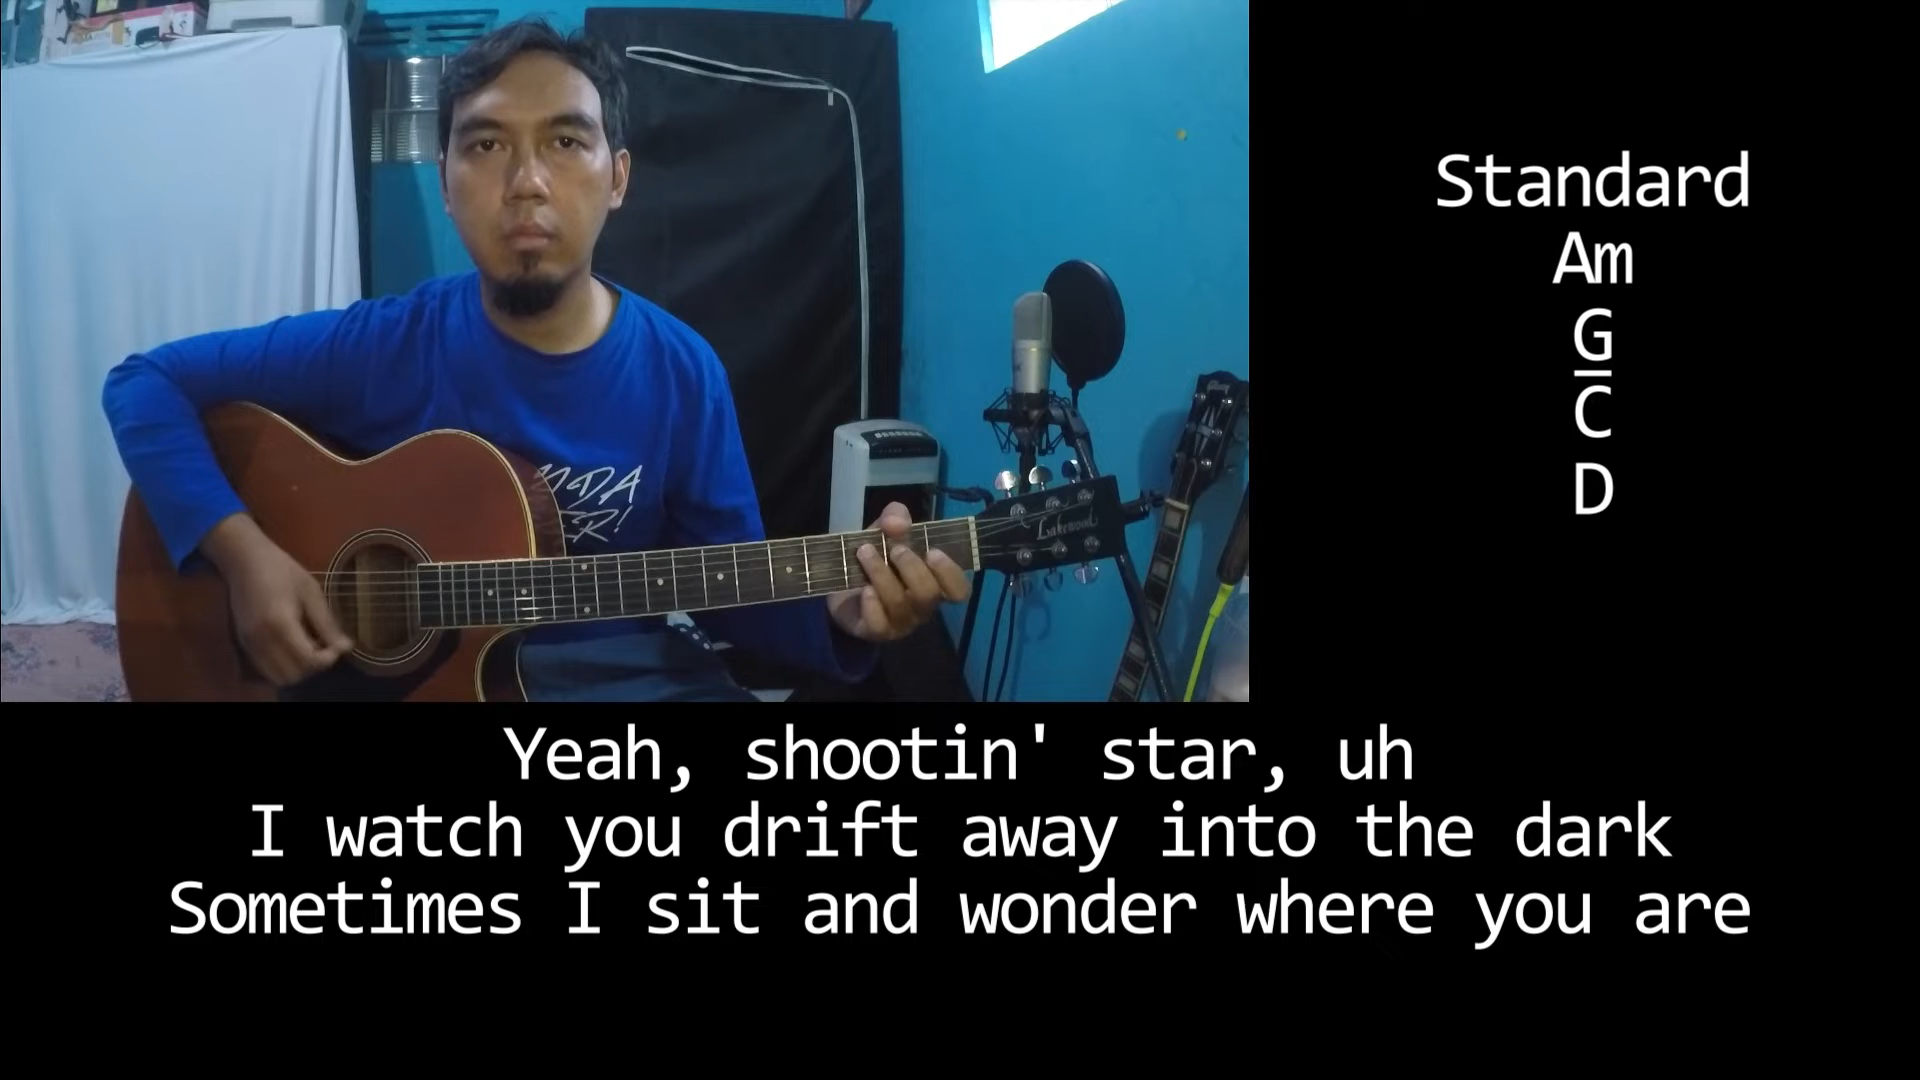 Standard
Am
G
C
D
Lakewood
Yeah, shootin' star, uh
I watch you drift away into the dark
Sometimes I sit and wonder where you are